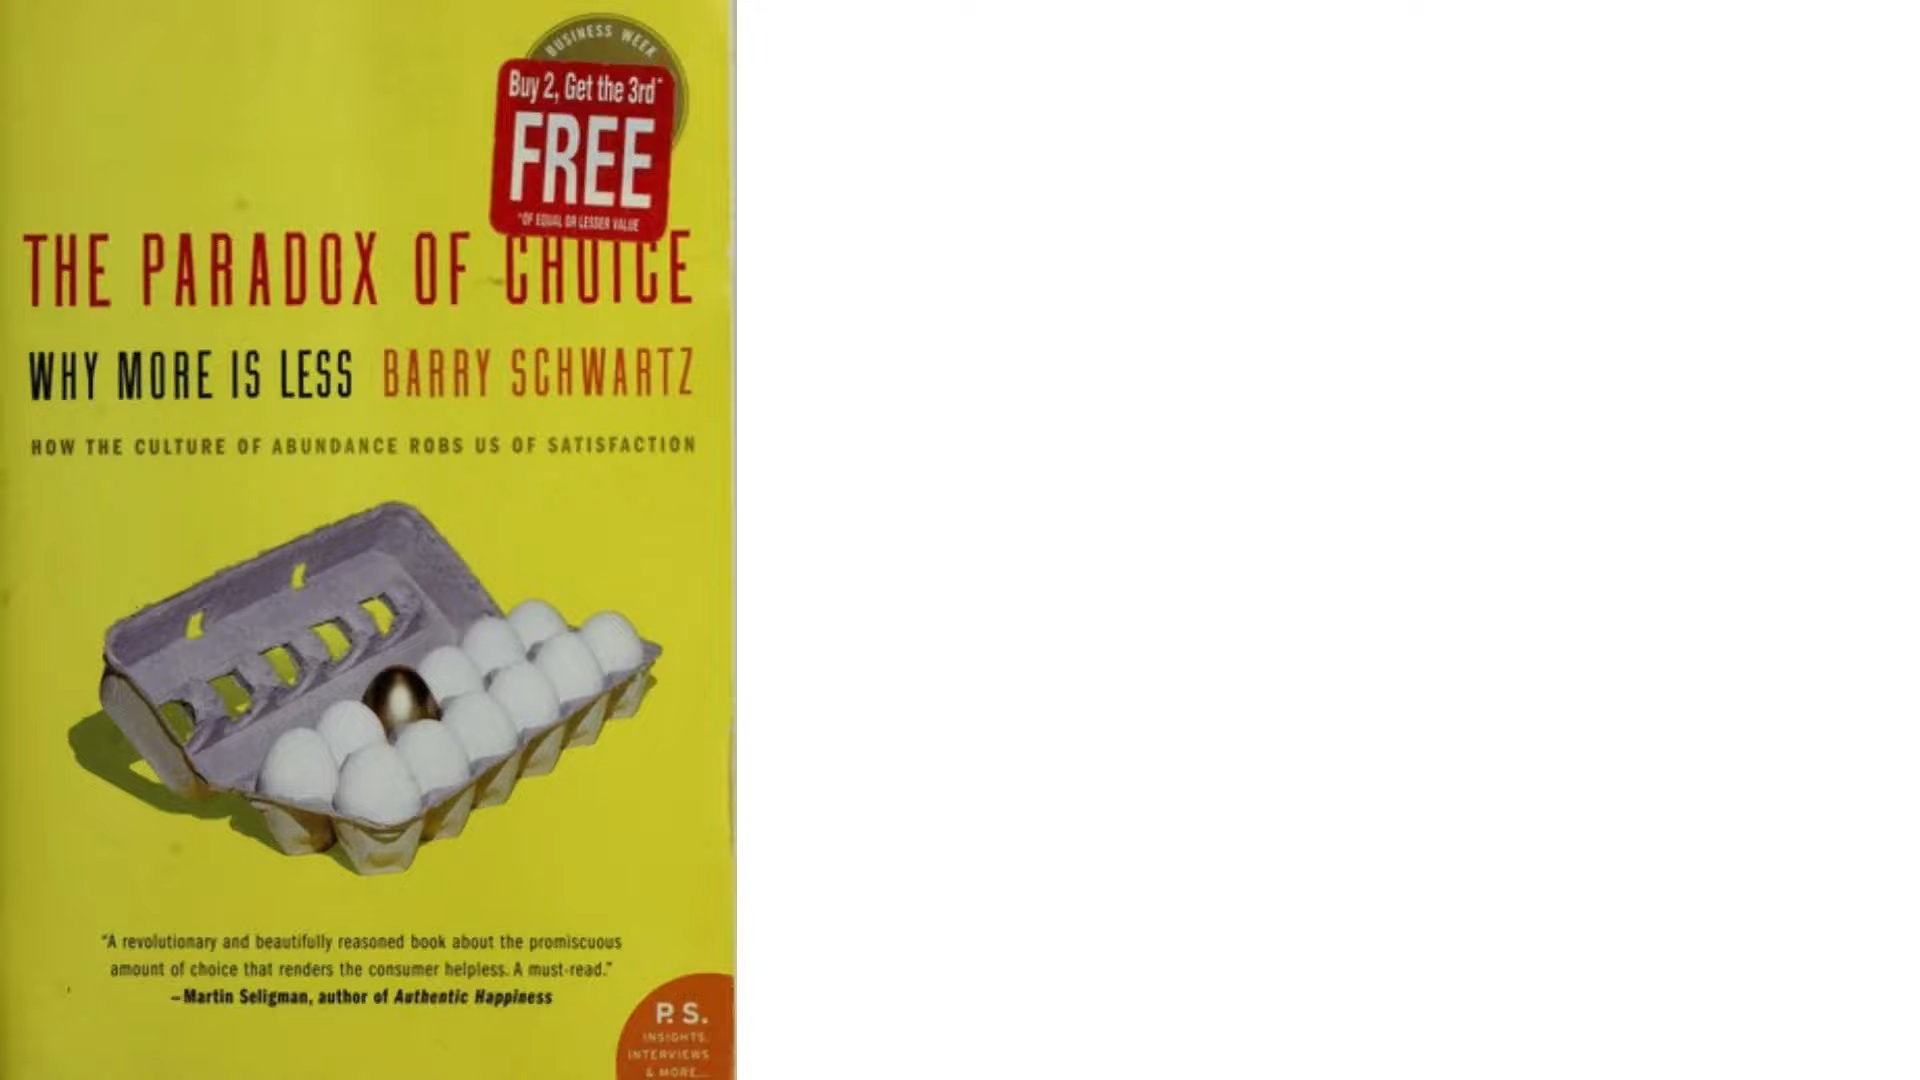 BUSINESS WEEK
Buy 2, Get the 3rd*
FREE
*OF EQUAL OR LESSER VALUE
THE PARADOX OF CHOICE
WHY MORE IS LESS BARRY SCHWARTZ
HOW THE CULTURE OF ABUNDANCE ROBS US OF SATISFACTION
"A revolutionary and beautifully reasoned book about the promiscuous
amount of choice that renders the consumer helpless. A must-read."
–Martin Seligman, author of Authentic Happiness
P.S.
INSIGHTS,
INTERVIEWS
& MORE...